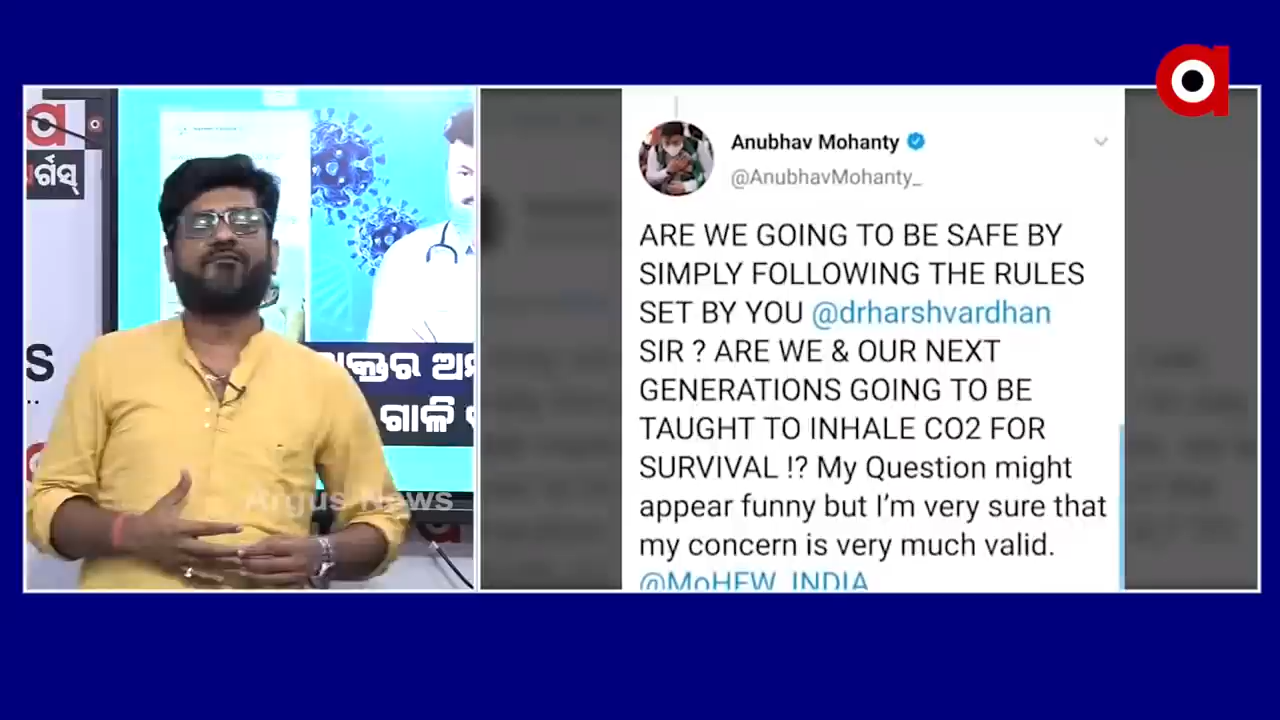 ର୍ଗସ୍
S
ଗାଳି
Argus News
Anubhav Mohanty
@AnubhavMohanty_
ARE WE GOING TO BE SAFE BY
SIMPLY FOLLOWING THE RULES
SET BY YOU @drharshvardhan
SIR ? ARE WE & OUR NEXT
GENERATIONS GOING TO BE
TAUGHT TO INHALE CO2 FOR
SURVIVAL !? My Question might
appear funny but I'm very sure that
my concern is very much valid.
@MoHFW_INDIA